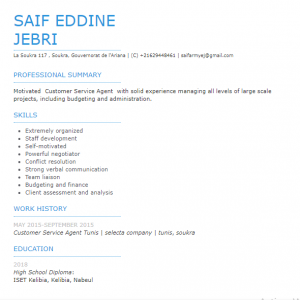 SAIF EDDINE
JEBRI
La Soukra 117 , Soukra, Gouvernorat de l'Ariana | (C) +21629448461 | saifarmyej@gmail.com
PROFESSIONAL SUMMARY
Motivated Customer Service Agent with solid experience managing all levels of large scale
projects, including budgeting and administration.
SKILLS
• Extremely organized
• Staff development
• Self-motivated
• Powerful negotiator
• Conflict resolution
• Strong verbal communication
• Team liaison
• Budgeting and finance
• Client assessment and analysis
WORK HISTORY
MAY 2015-SEPTEMBER 2015
Customer Service Agent Tunis | selecta company | tunis, soukra
EDUCATION
2016
High School Diploma:
ISET Kelibia, Kelibia, Nabeul